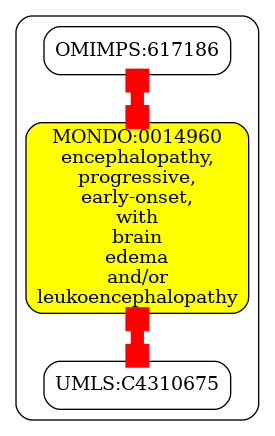 OMIMPS:617186
MONDO:0014960
encephalopathy,
progressive,
early-onset,
with
brain
edema
and/or
leukoencephalopathy
UMLS:C4310675